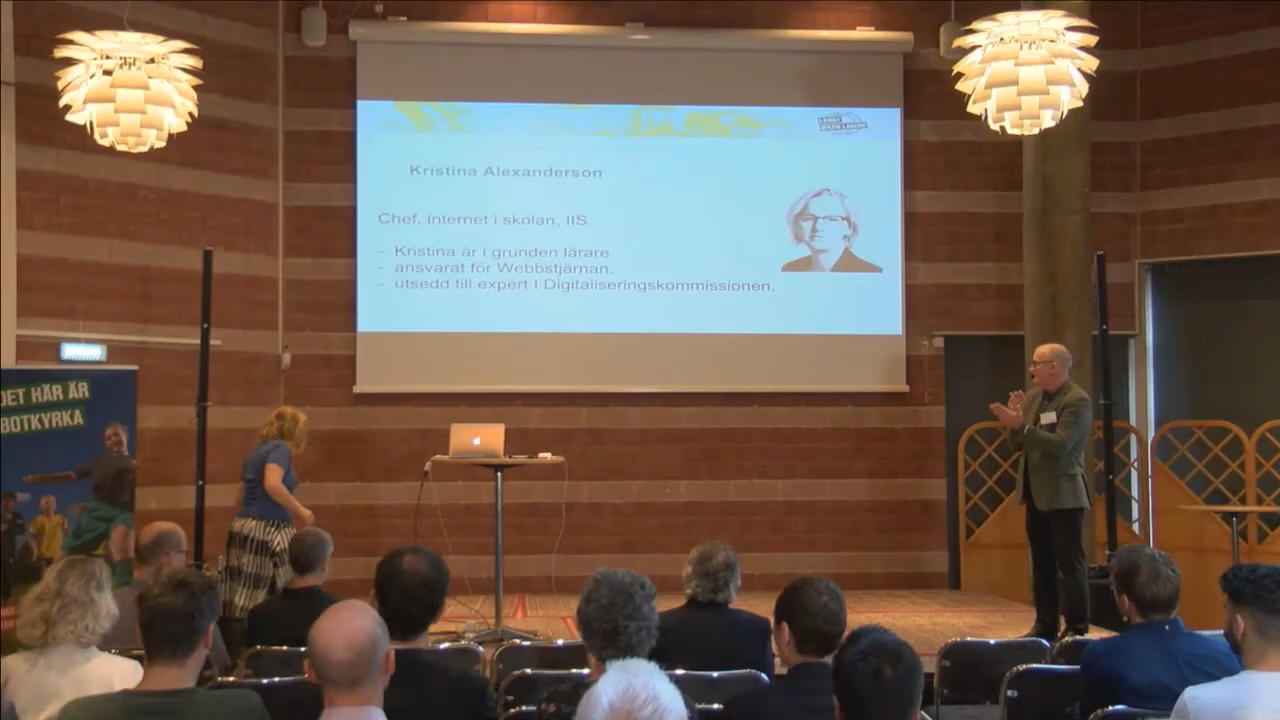 Kristina Alexanderson
Chef, internet i skolan, IIS
- Kristina är i grunden lärare
- ansvarat för Webbstjärnan.
- utsedd till expert I Digitaliseringskommissionen.
DET HÄR ÄR
BOTKYRKA